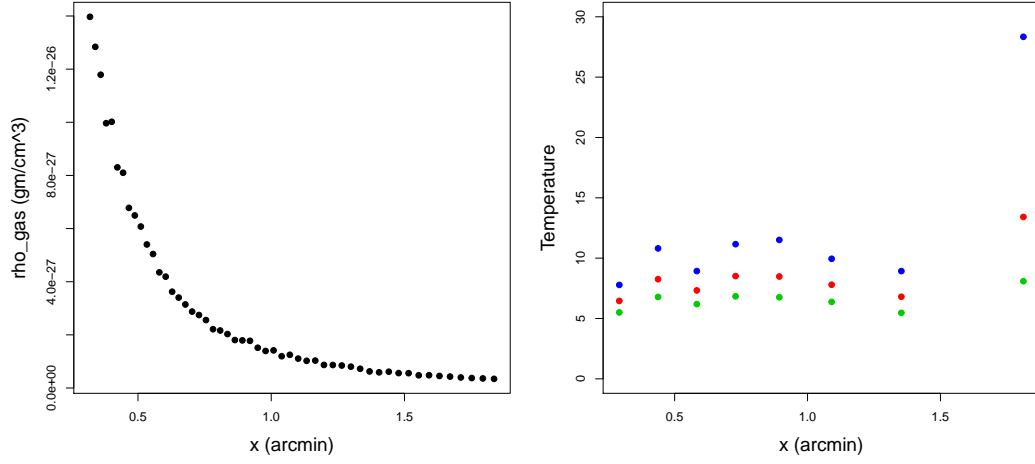 rho_gas (gm/cm^3)
1.2e-26
8.0e-27
4.0e-27
0.0e+00
0.5
1.0
1.5
x (arcmin)
Temperature
30
25
20
15
10
5
0
0.5
1.0
1.5
x (arcmin)